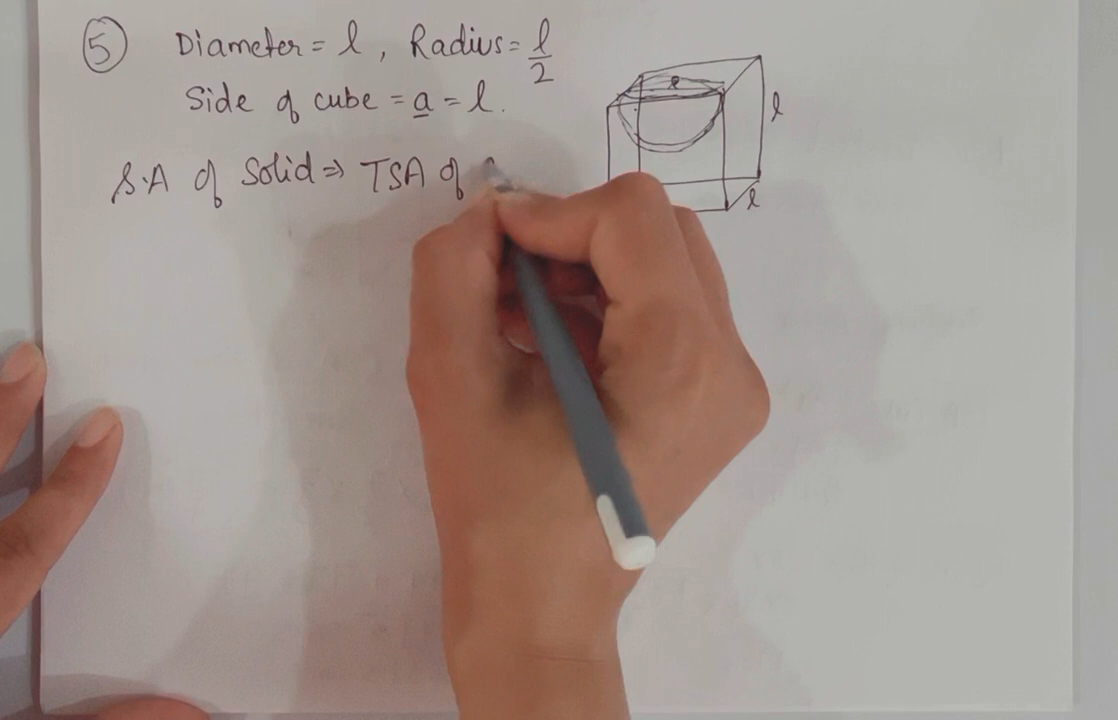 5 Diameter = l, Radius = l/2
Side of cube = a = l.
S.A of Solid ⇒ TSA of
l
l
l